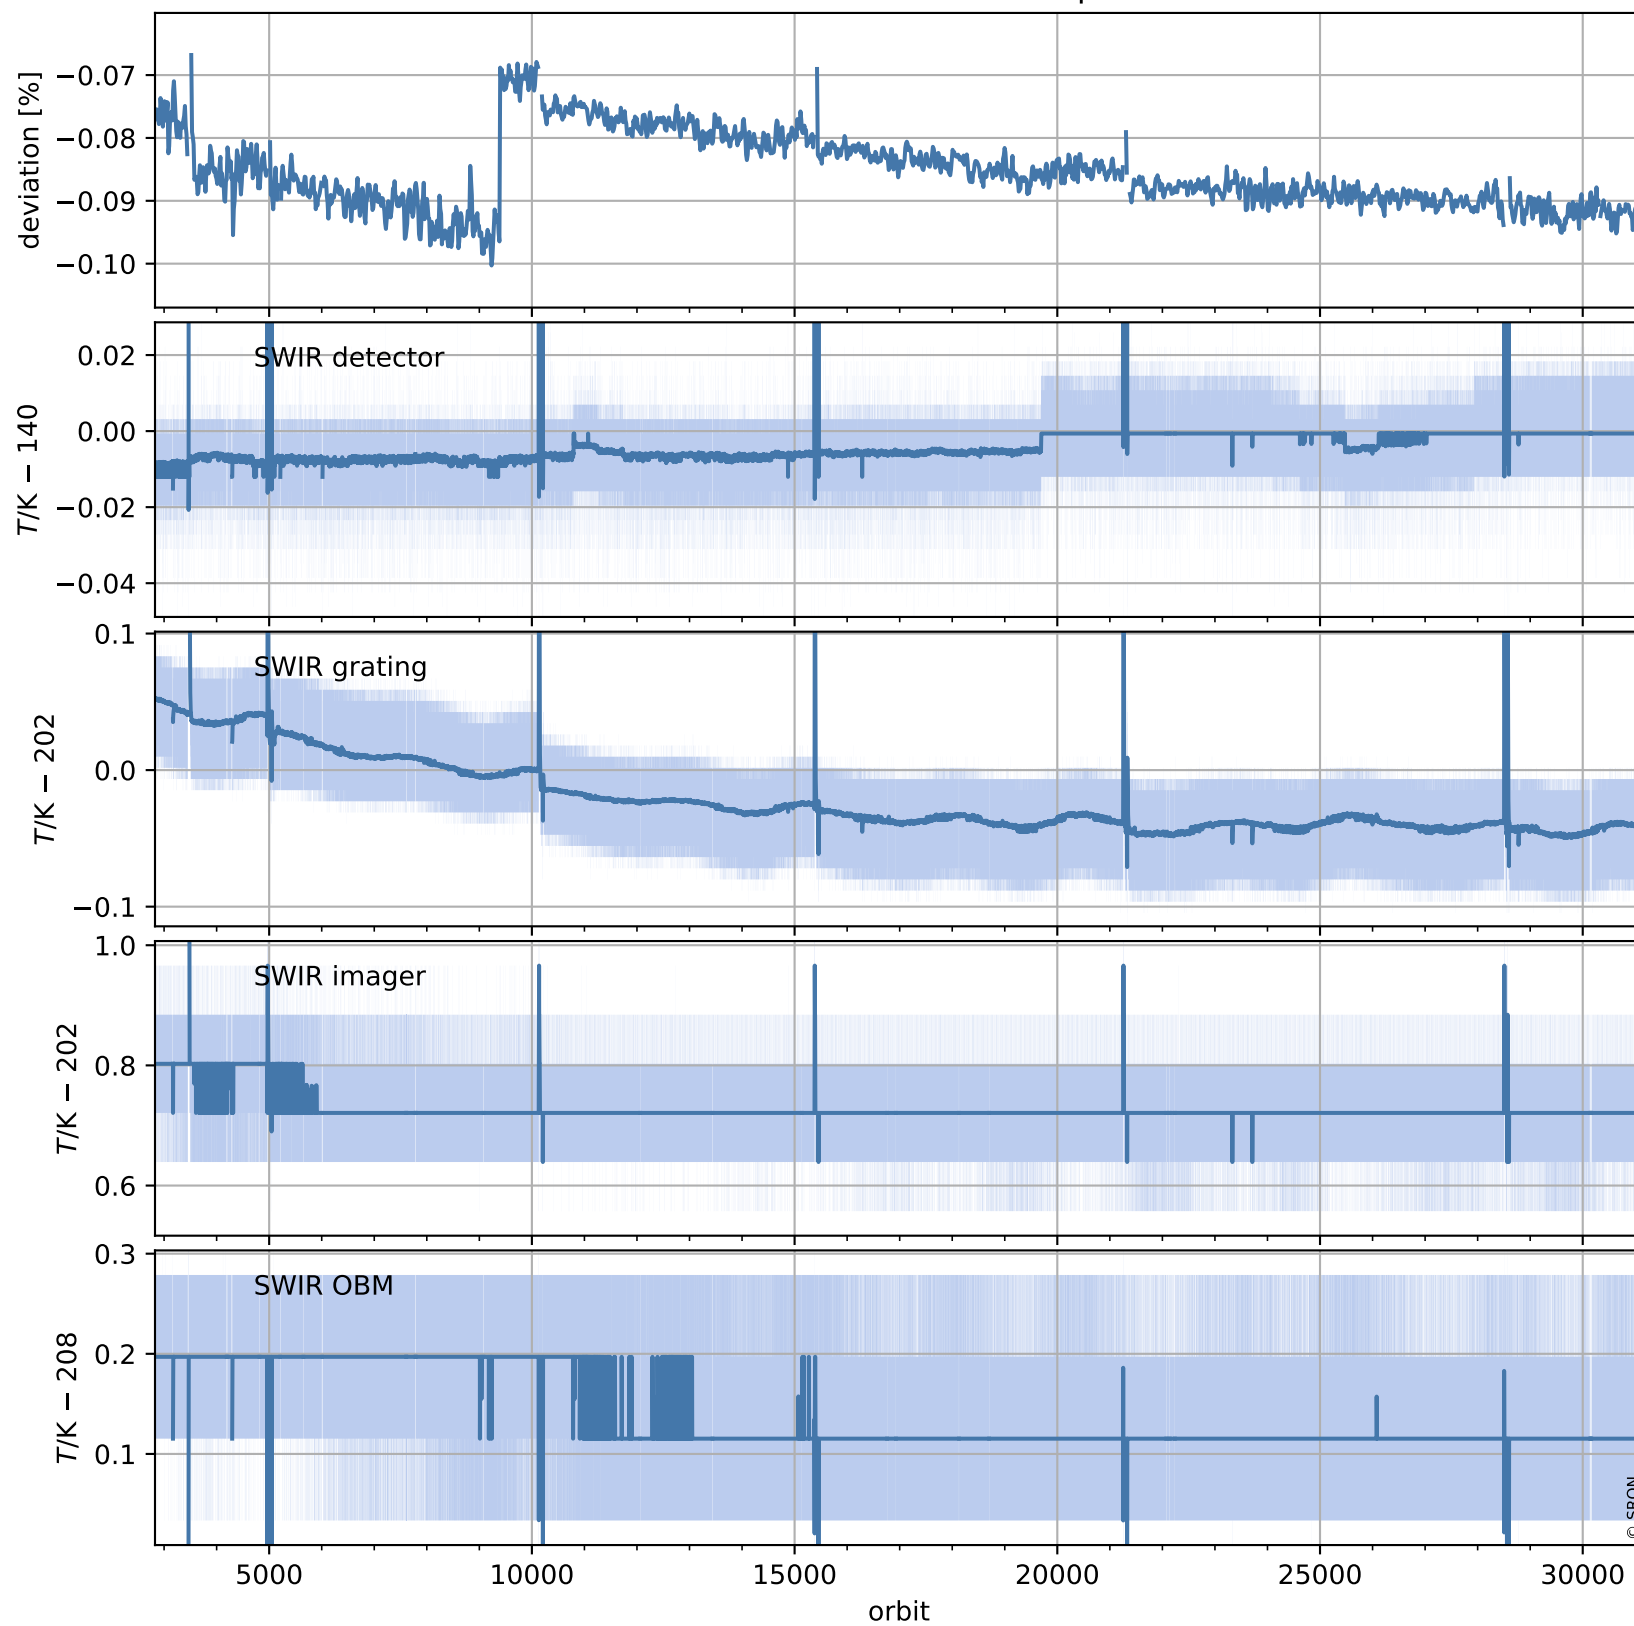 deviation [%]
−0.07
−0.08
−0.09
−0.10
SWIR detector
T/K − 140
0.02
0.00
−0.02
−0.04
SWIR grating
T/K − 202
0.1
0.0
−0.1
SWIR imager
T/K − 202
1.0
0.8
0.6
SWIR OBM
T/K − 208
0.3
0.2
0.1
© SRON
5000 10000 15000 20000 25000 30000
orbit